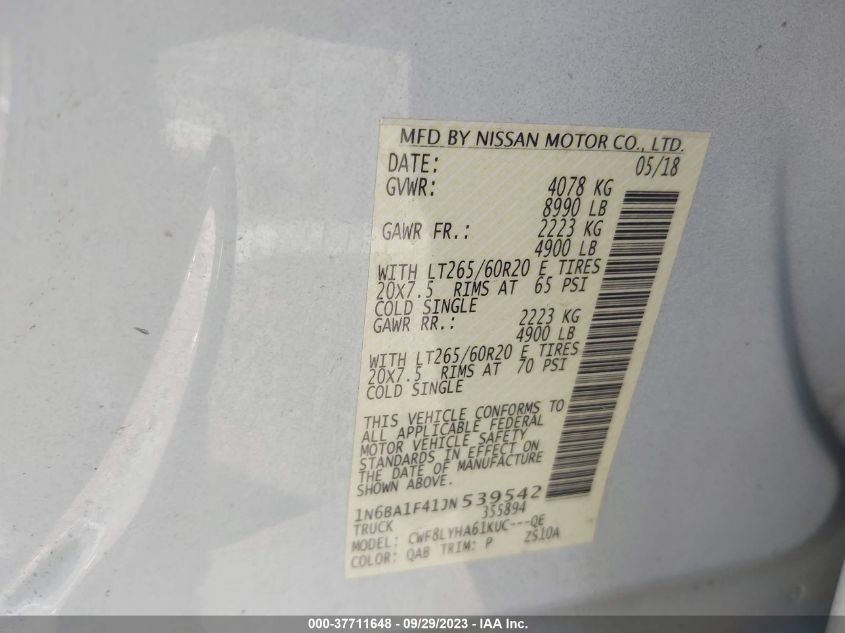 MFD BY NISSAN MOTOR CO., LTD.
DATE: 05/18
GVWR: 4078 KG
8990 LB
GAWR FR.: 2223 KG
4900 LB
WITH LT265/60R20 E TIRES
20X7.5 RIMS AT 65 PSI
COLD SINGLE
GAWR RR.: 2223 KG
4900 LB
WITH LT265/60R20 E TIRES
20X7.5 RIMS AT 70 PSI
COLD SINGLE
THIS VEHICLE CONFORMS TO
ALL APPLICABLE FEDERAL
MOTOR VEHICLE SAFETY
STANDARDS IN EFFECT ON
THE DATE OF MANUFACTURE
SHOWN ABOVE.
1N6BA1F41JN539542
TRUCK 355894
MODEL: CWF8LYHA61KUC---QE
COLOR: QAB TRIM: P ZS10A
000-37711648 - 09/29/2023 - IAA Inc.